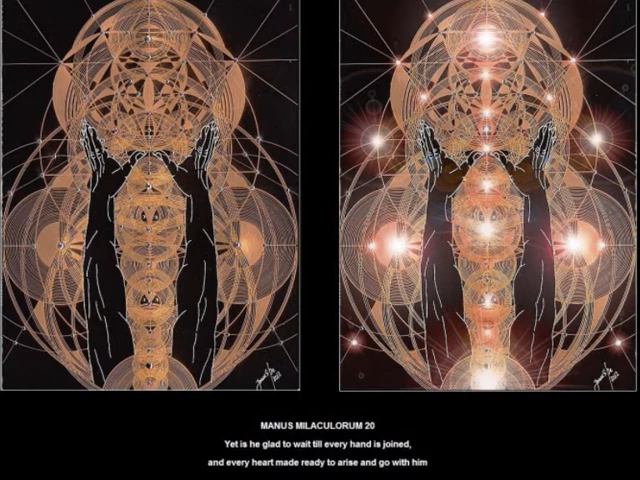 MANUS MILACULORUM 20
Yet is he glad to wait till every hand is joined,
and every heart made ready to arise and go with him